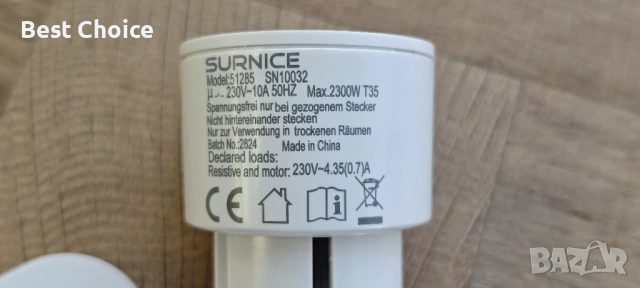 Best Choice
SURNICE
Model:51285 SN10032
µ 230V~10A 50HZ Max.2300W T35
Spannungsfrei nur bei gezogenem Stecker
Nicht hintereinander stecken
Nur zur Verwendung in trockenen Räumen
Batch No.:2824 Made in China
Declared loads:
Resistive and motor: 230V~4.35(0.7)A
CE
BAZAR